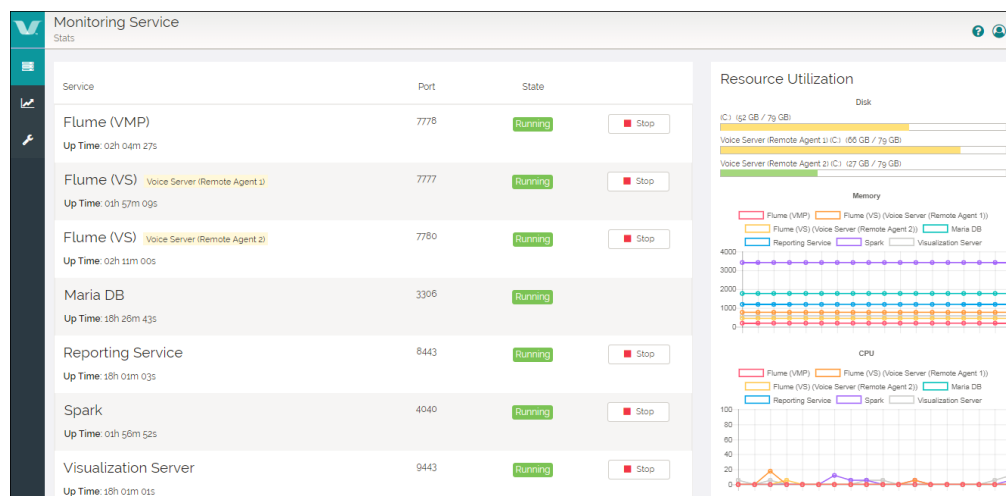 Monitoring Service
Stats
Service Port State
Flume (VMP) 7778 Running Stop
Up Time: 02h 04m 27s
Flume (VS) Voice Server (Remote Agent 1) 7777 Running Stop
Up Time: 01h 57m 09s
Flume (VS) Voice Server (Remote Agent 2) 7780 Running Stop
Up Time: 02h 11m 00s
Maria DB 3306 Running
Up Time: 18h 26m 43s
Reporting Service 8443 Running Stop
Up Time: 18h 01m 03s
Spark 4040 Running Stop
Up Time: 01h 56m 52s
Visualization Server 9443 Running Stop
Up Time: 18h 01m 01s
Resource Utilization
Disk
(C:) (52 GB / 79 GB)
Voice Server (Remote Agent 1) (C:) (66 GB / 79 GB)
Voice Server (Remote Agent 2) (C:) (27 GB / 79 GB)
Memory
Flume (VMP) Flume (VS) (Voice Server (Remote Agent 1))
Flume (VS) (Voice Server (Remote Agent 2)) Maria DB
Reporting Service Spark Visualization Server
4000
3000
2000
1000
0
CPU
Flume (VMP) Flume (VS) (Voice Server (Remote Agent 1))
Flume (VS) (Voice Server (Remote Agent 2)) Maria DB
Reporting Service Spark Visualization Server
100
80
60
40
20
0